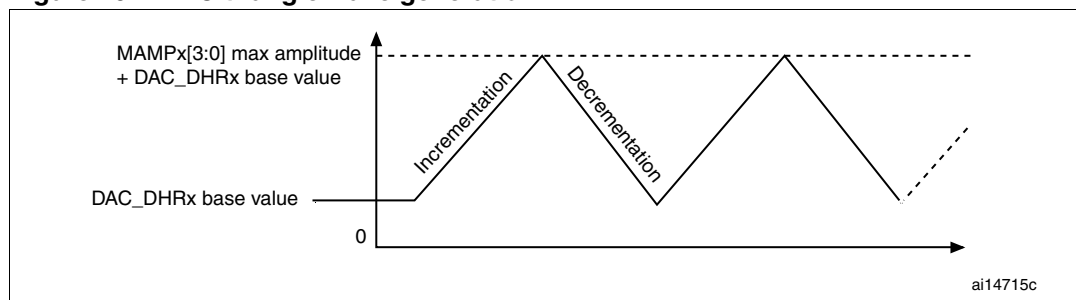 MAMPx[3:0] max amplitude
+ DAC_DHRx base value
Incrementation
Decrementation
DAC_DHRx base value
0
ai14715c